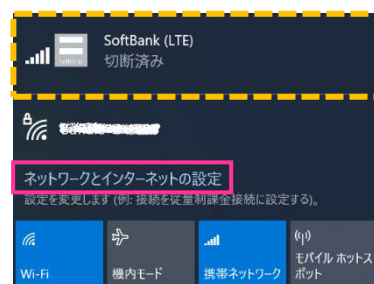 SoftBank (LTE)
切断済み
ネットワークとインターネットの設定
設定を変更します (例: 接続を従量制課金接続に設定する)。
Wi-Fi
機内モード
携帯ネットワーク
モバイル ホットス
ポット